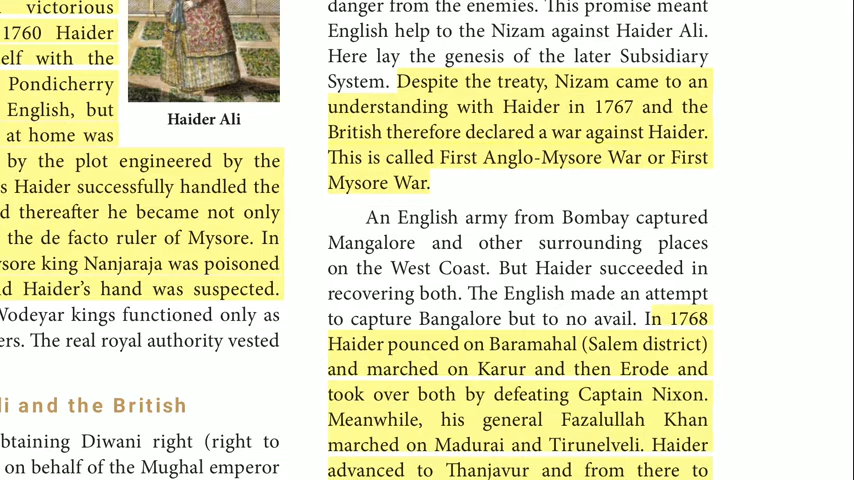 victorious
1760 Haider
elf with the
Pondicherry
English, but
at home was
Haider Ali
by the plot engineered by the
s Haider successfully handled the
d thereafter he became not only
the de facto ruler of Mysore. In
ysore king Nanjaraja was poisoned
d Haider's hand was suspected.
Wodeyar kings functioned only as
ers. The real royal authority vested
li and the British
btaining Diwani right (right to
on behalf of the Mughal emperor
danger from the enemies. This promise meant
English help to the Nizam against Haider Ali.
Here lay the genesis of the later Subsidiary
System. Despite the treaty, Nizam came to an
understanding with Haider in 1767 and the
British therefore declared a war against Haider.
This is called First Anglo-Mysore War or First
Mysore War.
An English army from Bombay captured
Mangalore and other surrounding places
on the West Coast. But Haider succeeded in
recovering both. The English made an attempt
to capture Bangalore but to no avail. In 1768
Haider pounced on Baramahal (Salem district)
and marched on Karur and then Erode and
took over both by defeating Captain Nixon.
Meanwhile, his general Fazalullah Khan
marched on Madurai and Tirunelveli. Haider
advanced to Thanjavur and from there to